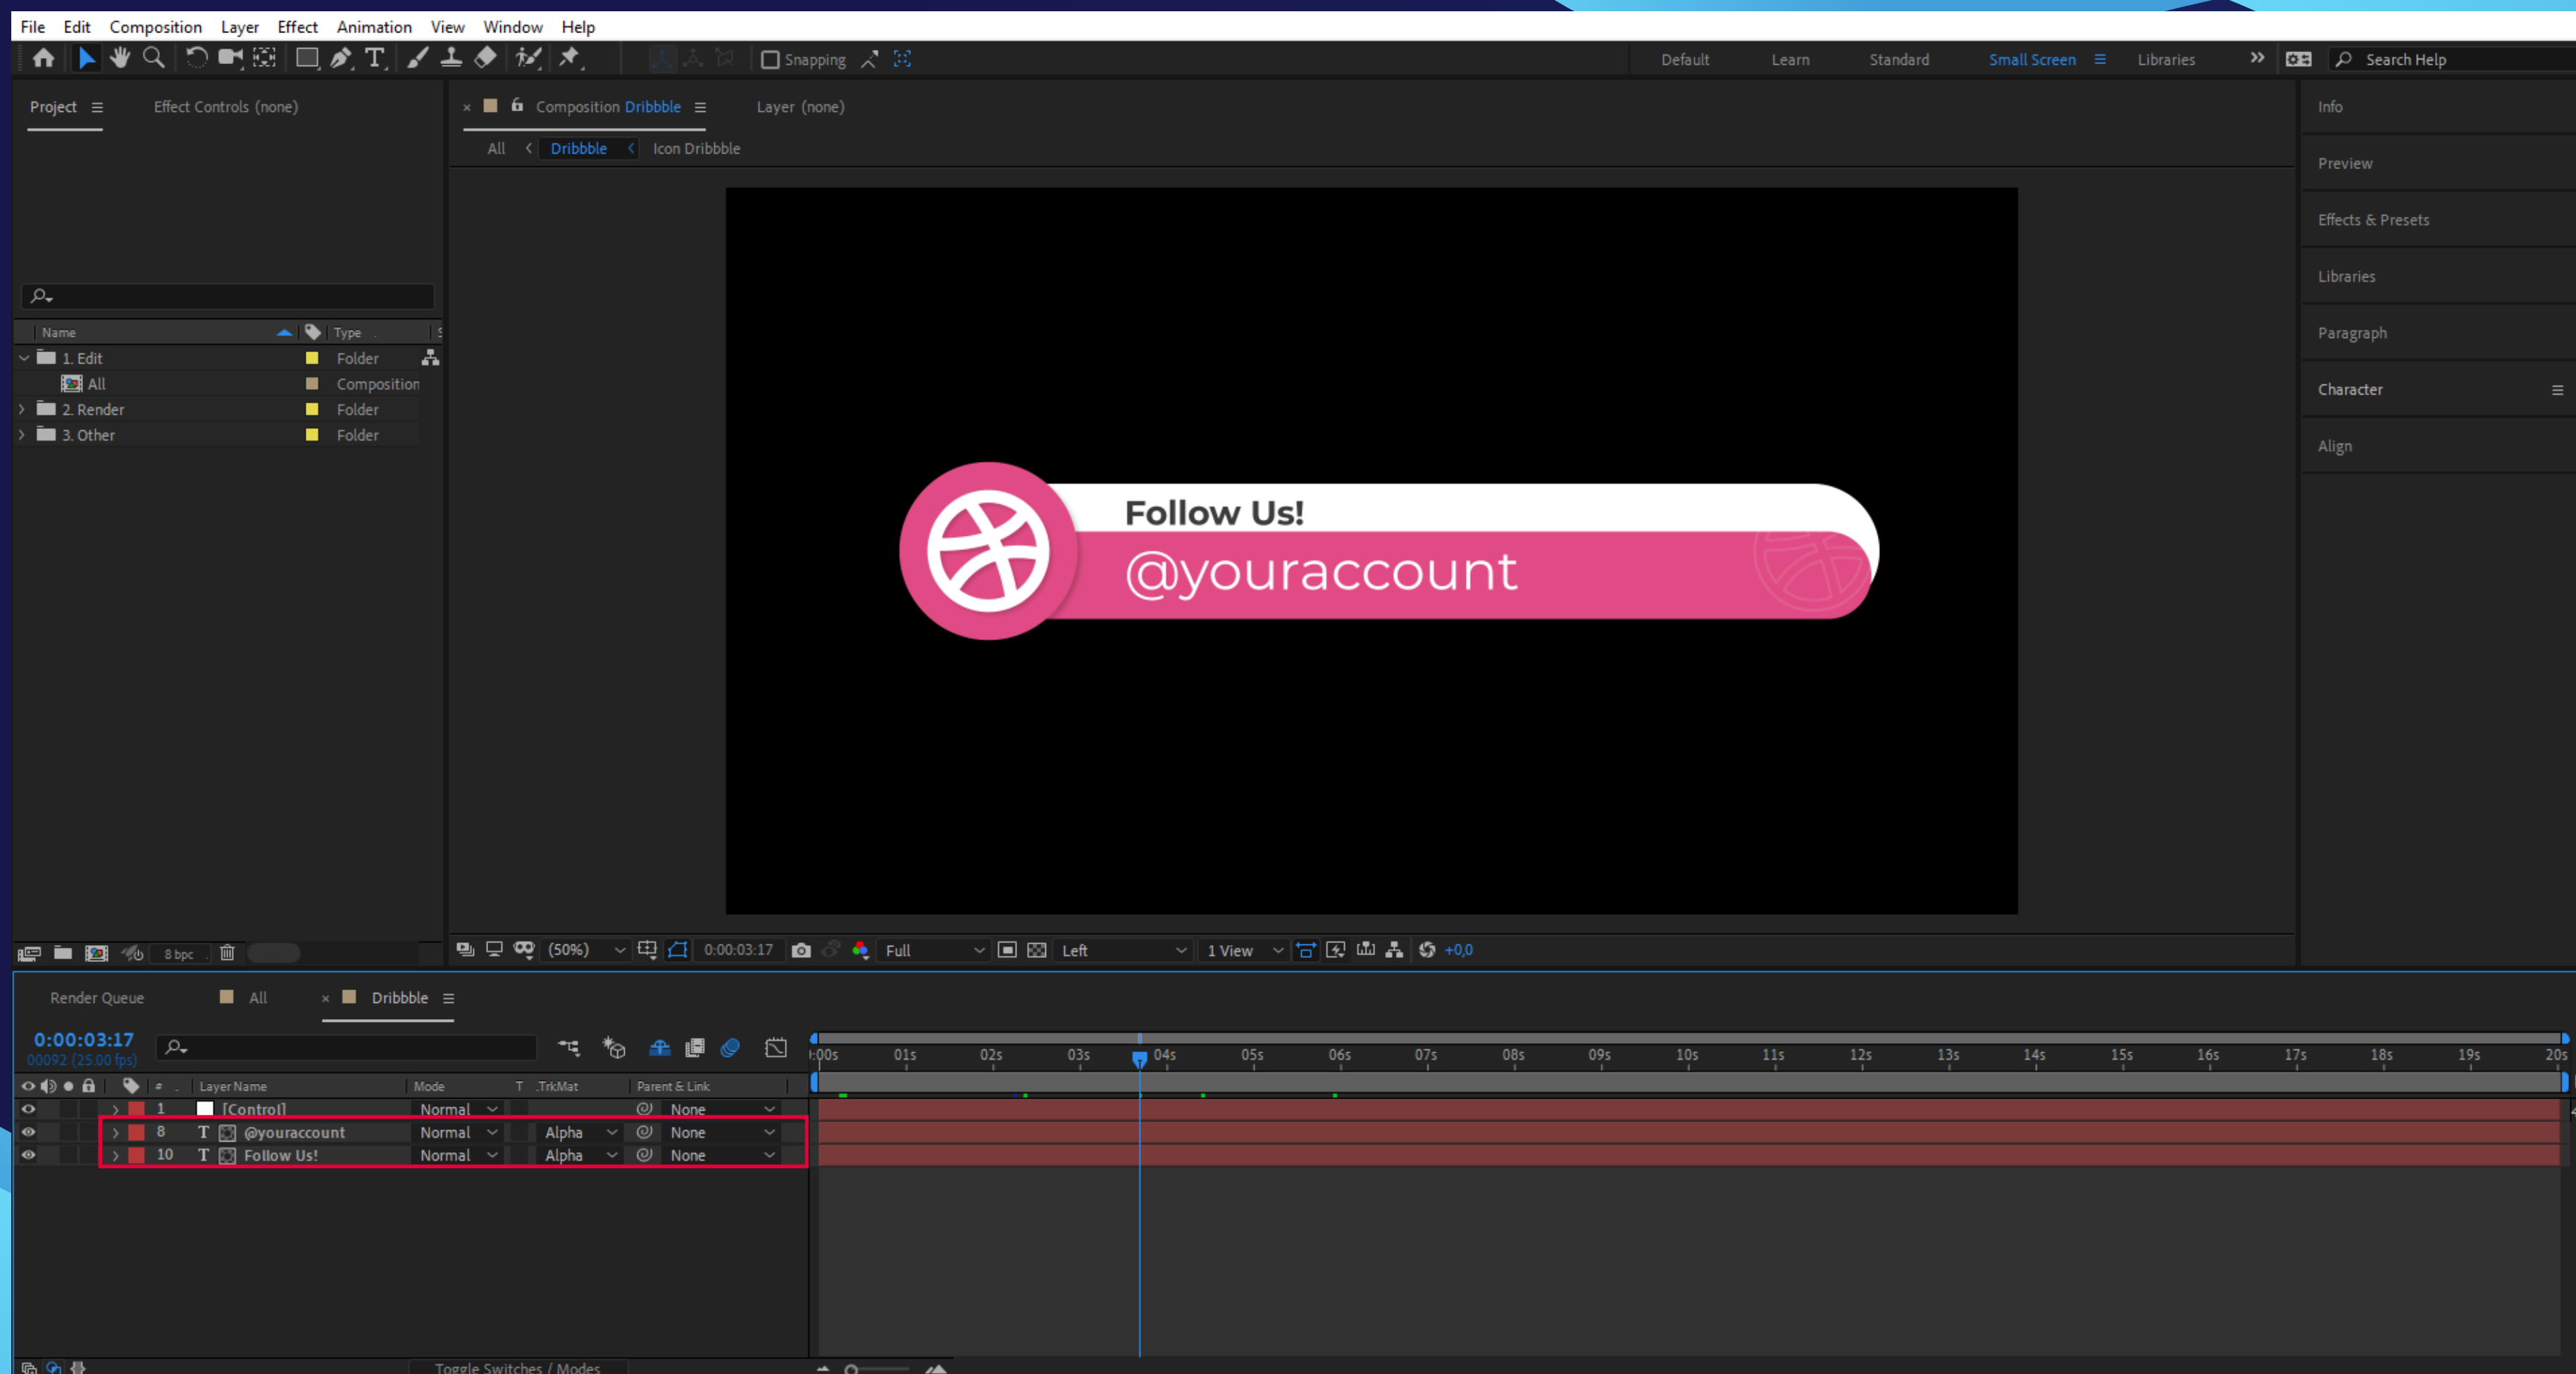 File Edit Composition Layer Effect Animation View Window Help
Snapping Default Learn Standard Small Screen Libraries Search Help
Project Effect Controls (none) Composition Dribbble Layer (none) Info
All Dribbble Icon Dribbble
Preview
Effects & Presets
Libraries
Paragraph
Character
Align
Name Type
1. Edit Folder
All Composition
2. Render Folder
3. Other Folder
Follow Us!
@youraccount
8 bpc (50%) 0:00:03:17 Full Left 1 View +0,0
Render Queue All Dribbble
0:00:03:17
00092 (25.00 fps)
:00s 01s 02s 03s 04s 05s 06s 07s 08s 09s 10s 11s 12s 13s 14s 15s 16s 17s 18s 19s 20s
# Layer Name Mode T .TrkMat Parent & Link
1 [Control] Normal None
8 T @youraccount Normal Alpha None
10 T Follow Us! Normal Alpha None
Toggle Switches / Modes